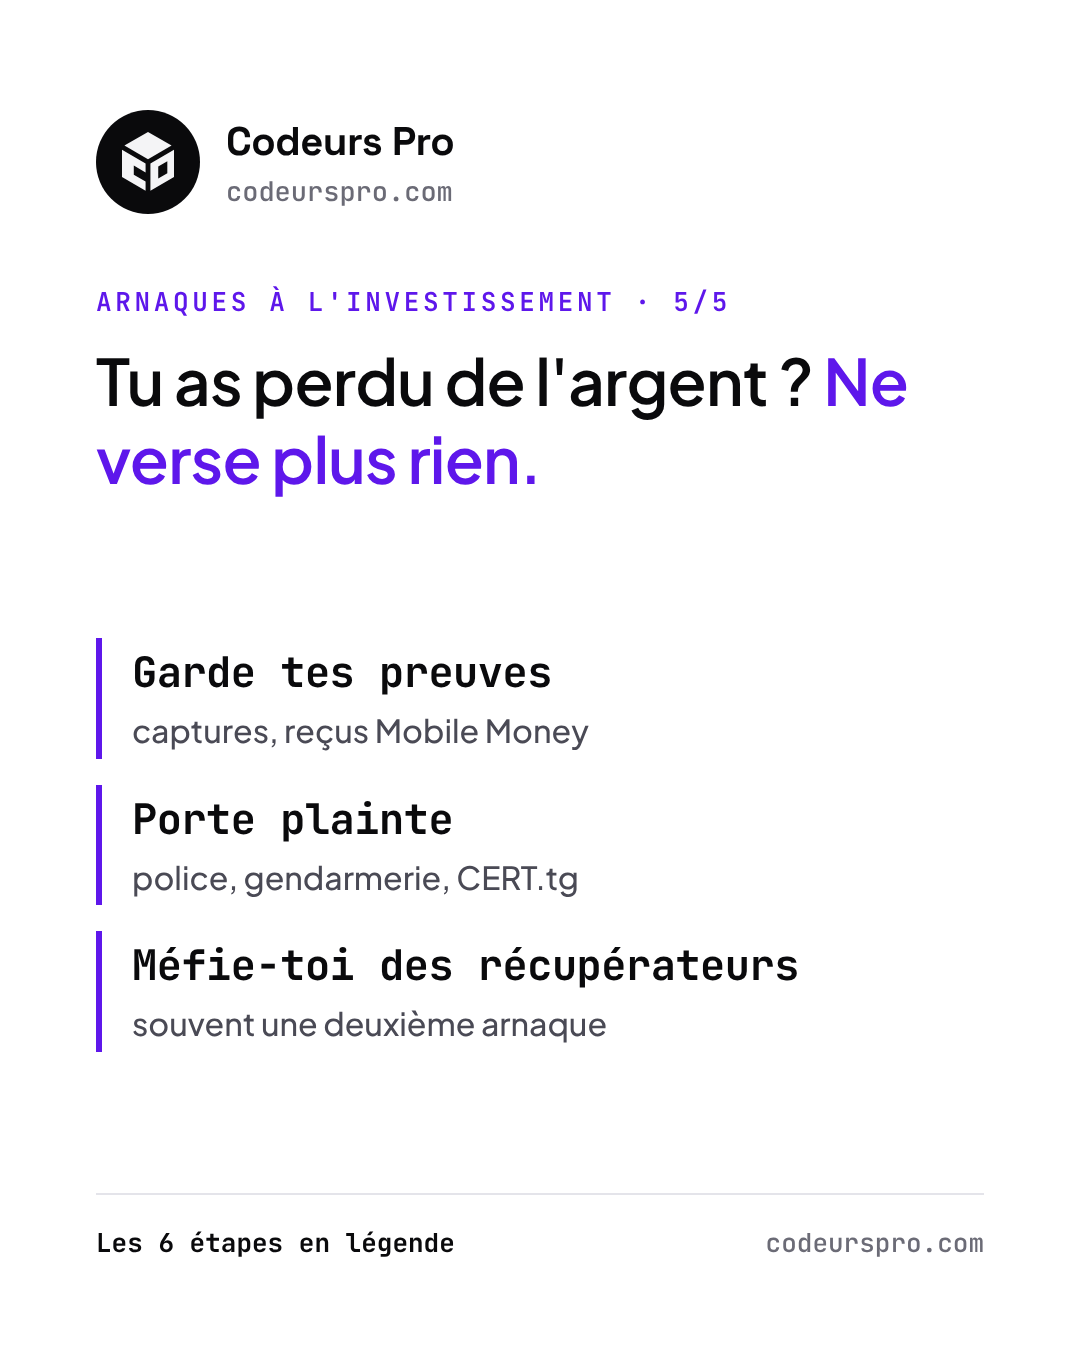 Codeurs Pro
codeurspro.com
ARNAQUES À L'INVESTISSEMENT · 5/5
Tu as perdu de l'argent ? Ne
verse plus rien.
Garde tes preuves
captures, reçus Mobile Money
Porte plainte
police, gendarmerie, CERT.tg
Méfie-toi des récupérateurs
souvent une deuxième arnaque
Les 6 étapes en légende
codeurspro.com